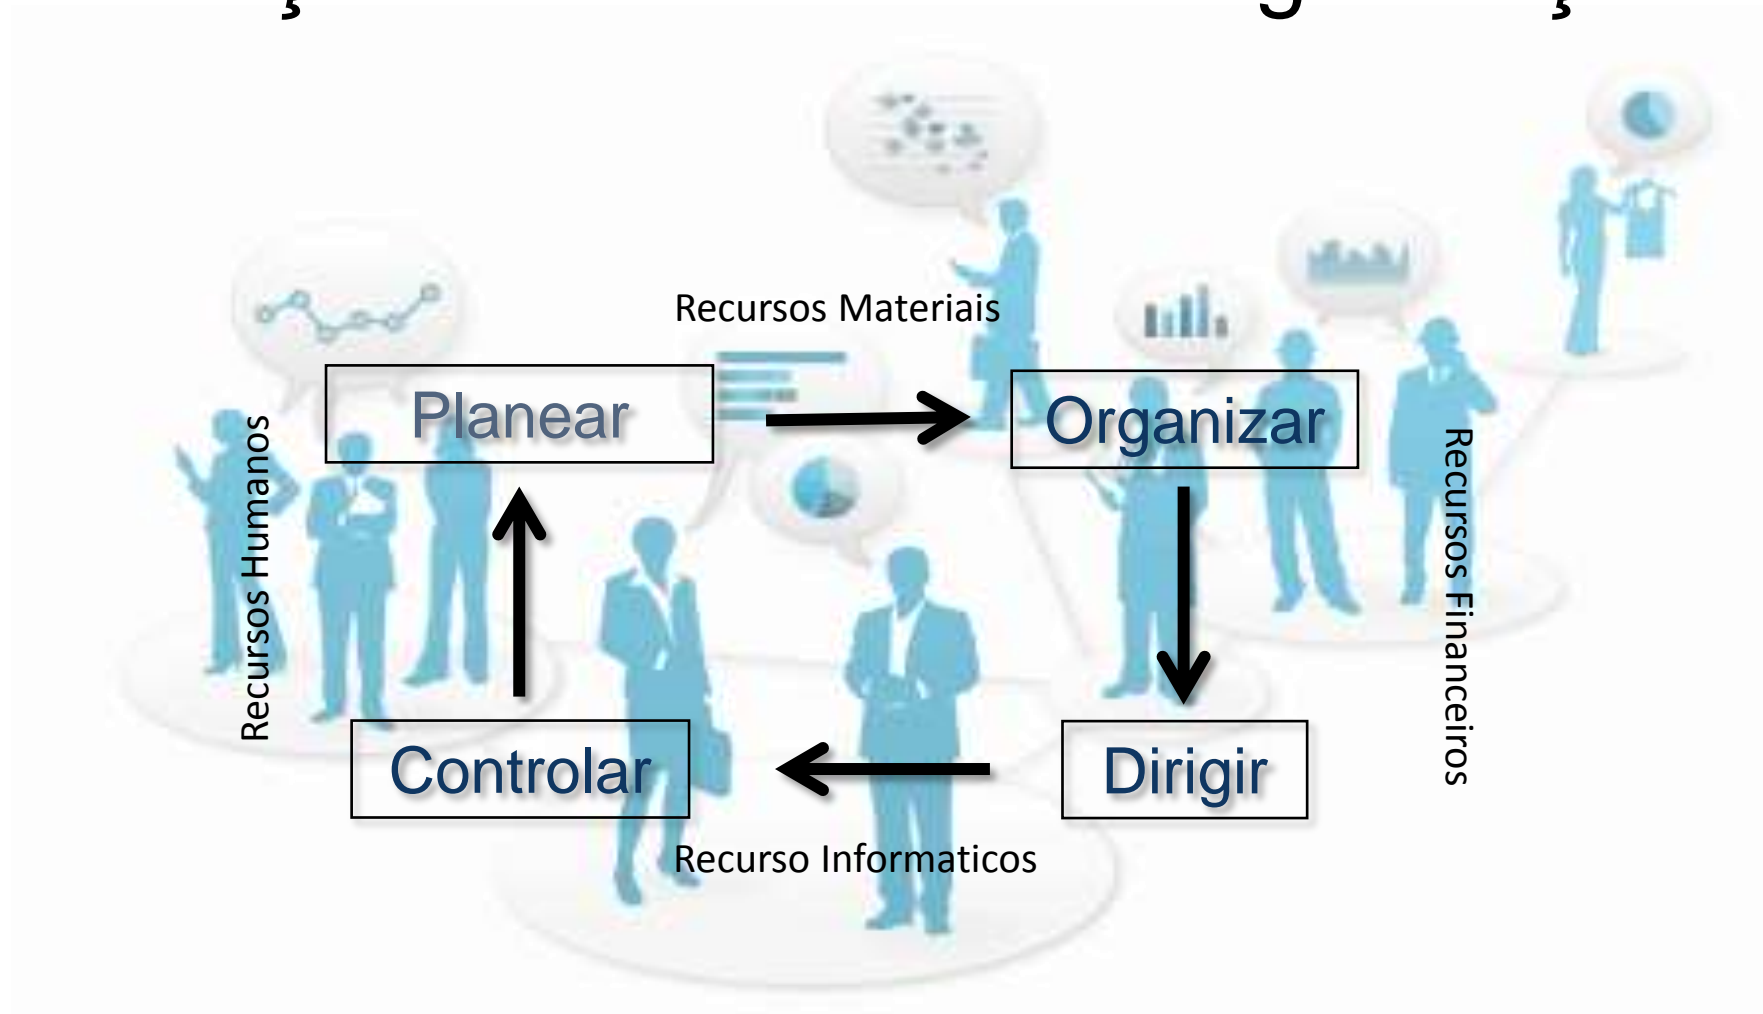 Recursos Materiais
Planear
Organizar
Recursos Humanos
Recursos Financeiros
Controlar
Dirigir
Recurso Informaticos